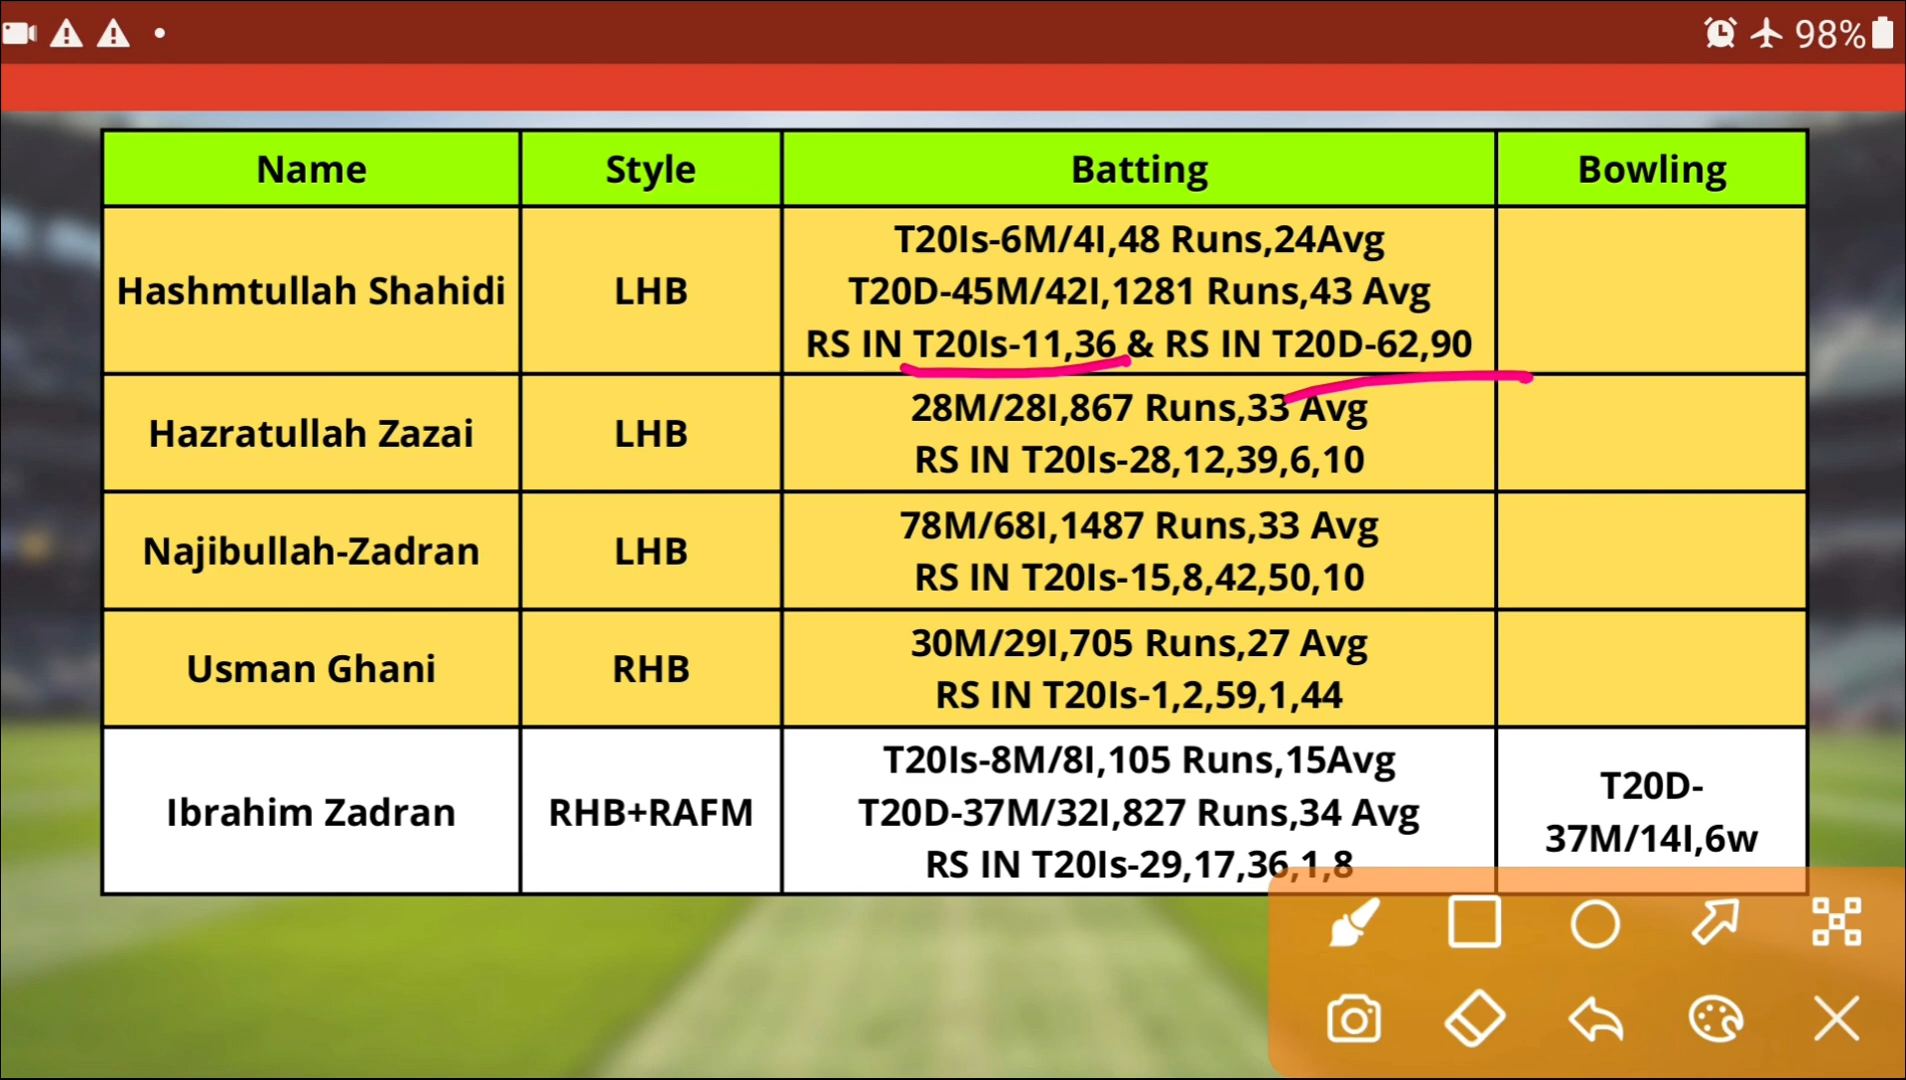 98%
Name
Style
Batting
Bowling
Hashmtullah Shahidi
LHB
T20Is-6M/4I,48 Runs,24Avg
T20D-45M/42I,1281 Runs,43 Avg
RS IN T20Is-11,36 & RS IN T20D-62,90
Hazratullah Zazai
LHB
28M/28I,867 Runs,33 Avg
RS IN T20Is-28,12,39,6,10
Najibullah-Zadran
LHB
78M/68I,1487 Runs,33 Avg
RS IN T20Is-15,8,42,50,10
Usman Ghani
RHB
30M/29I,705 Runs,27 Avg
RS IN T20Is-1,2,59,1,44
Ibrahim Zadran
RHB+RAFM
T20Is-8M/8I,105 Runs,15Avg
T20D-37M/32I,827 Runs,34 Avg
RS IN T20Is-29,17,36,1,8
T20D-
37M/14I,6w